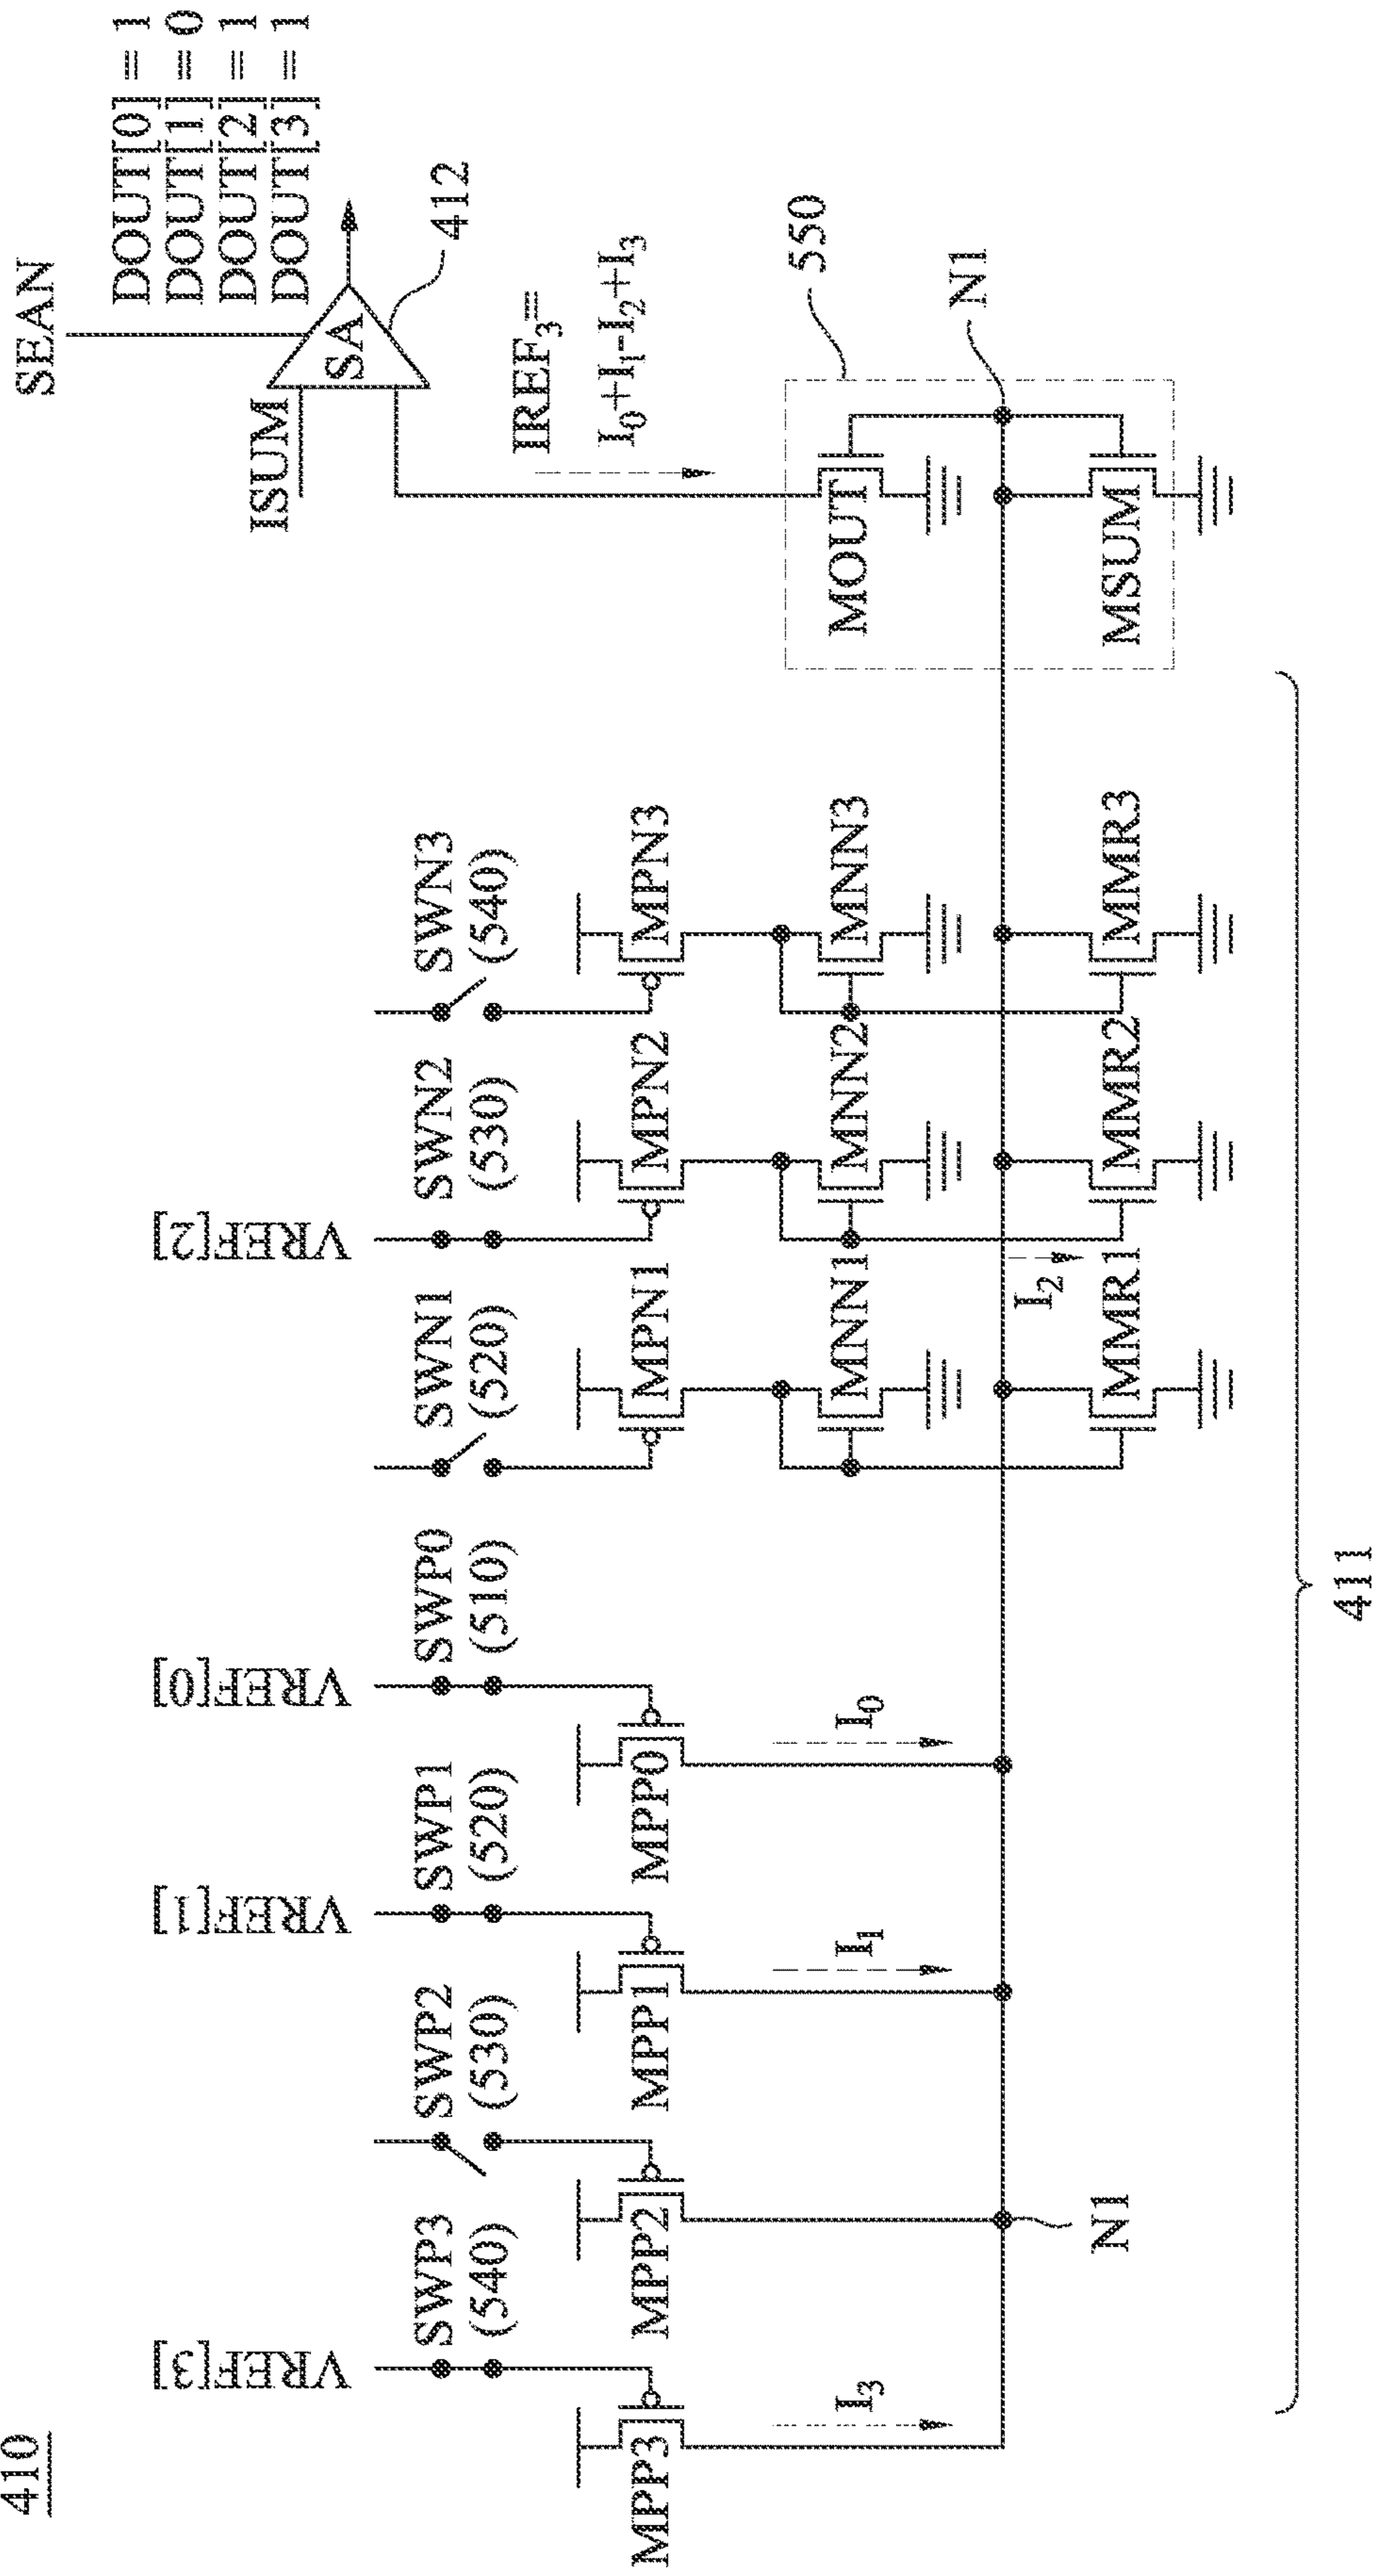 410
SEAN
DOUT[0] = 1
DOUT[1] = 0
DOUT[2] = 1
DOUT[3] = 1
VREF[3]
VREF[1]
VREF[0]
VREF[2]
ISUM
SA
412
SWP3
(540)
SWP2
(530)
SWP1
(520)
SWP0
(510)
SWN1
(520)
SWN2
(530)
SWN3
(540)
IREF₃=
I₀+I₁-I₂+I₃
MPP3
MPP2
MPP1
MPP0
MPN1
MPN2
MPN3
550
I₃
I₁
I₀
MNN1
MNN2
MNN3
MOUT
N1
I₂
N1
MMR1
MMR2
MMR3
MSUM
411